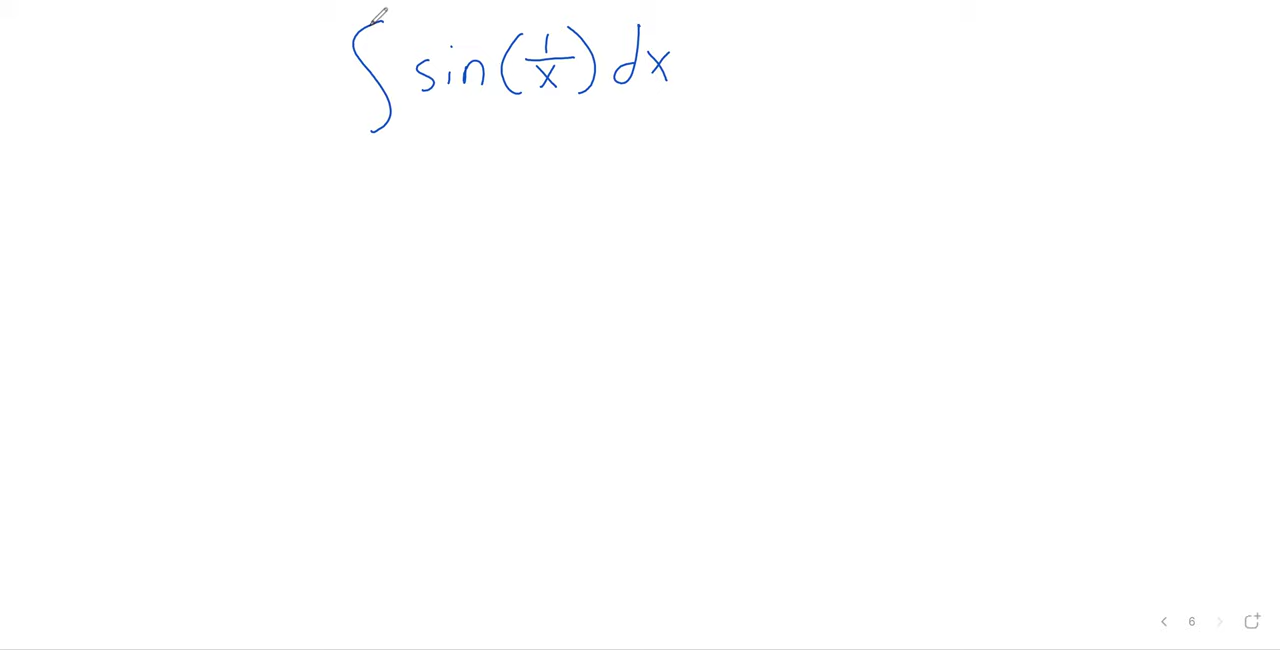 ∫ sin(1/x) dx
6